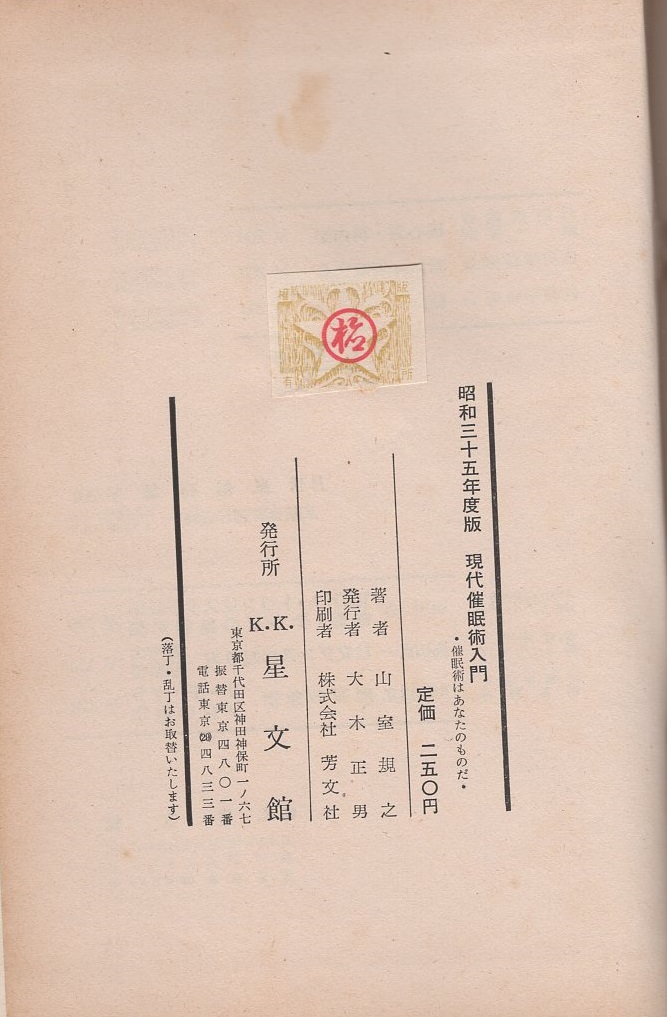 昭和三十五年度版　現代催眠術入門
・催眠術はあなたのものだ・
定価　二五〇円
著者　山室規之
発行者　大木正男
印刷者　株式会社　芳文社
発行所　K.K.星文館
東京都千代田区神田神保町一ノ六七
振替東京四八〇一番
電話東京(29)四八三三番
(落丁・乱丁はお取替いたします)